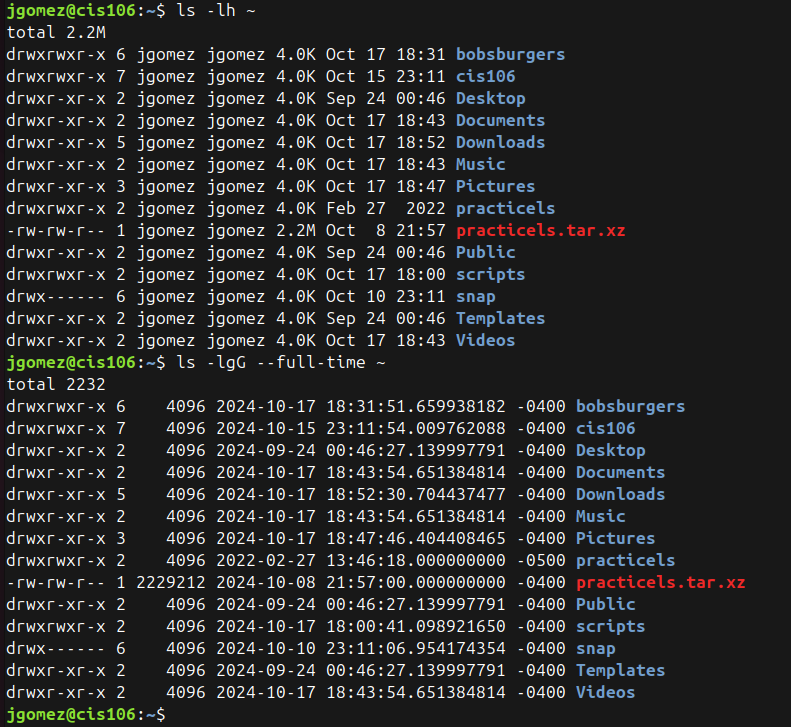 jgomez@cis106:~$ ls -lh ~
total 2.2M
drwxrwxr-x 6 jgomez jgomez 4.0K Oct 17 18:31 bobsburgers
drwxrwxr-x 7 jgomez jgomez 4.0K Oct 15 23:11 cis106
drwxr-xr-x 2 jgomez jgomez 4.0K Sep 24 00:46 Desktop
drwxr-xr-x 2 jgomez jgomez 4.0K Oct 17 18:43 Documents
drwxr-xr-x 5 jgomez jgomez 4.0K Oct 17 18:52 Downloads
drwxr-xr-x 2 jgomez jgomez 4.0K Oct 17 18:43 Music
drwxr-xr-x 3 jgomez jgomez 4.0K Oct 17 18:47 Pictures
drwxrwxr-x 2 jgomez jgomez 4.0K Feb 27  2022 practicels
-rw-rw-r-- 1 jgomez jgomez 2.2M Oct  8 21:57 practicels.tar.xz
drwxr-xr-x 2 jgomez jgomez 4.0K Sep 24 00:46 Public
drwxrwxr-x 2 jgomez jgomez 4.0K Oct 17 18:00 scripts
drwx------ 6 jgomez jgomez 4.0K Oct 10 23:11 snap
drwxr-xr-x 2 jgomez jgomez 4.0K Sep 24 00:46 Templates
drwxr-xr-x 2 jgomez jgomez 4.0K Oct 17 18:43 Videos
jgomez@cis106:~$ ls -lgG --full-time ~
total 2232
drwxrwxr-x 6    4096 2024-10-17 18:31:51.659938182 -0400 bobsburgers
drwxrwxr-x 7    4096 2024-10-15 23:11:54.009762088 -0400 cis106
drwxr-xr-x 2    4096 2024-09-24 00:46:27.139997791 -0400 Desktop
drwxr-xr-x 2    4096 2024-10-17 18:43:54.651384814 -0400 Documents
drwxr-xr-x 5    4096 2024-10-17 18:52:30.704437477 -0400 Downloads
drwxr-xr-x 2    4096 2024-10-17 18:43:54.651384814 -0400 Music
drwxr-xr-x 3    4096 2024-10-17 18:47:46.404408465 -0400 Pictures
drwxrwxr-x 2    4096 2022-02-27 13:46:18.000000000 -0500 practicels
-rw-rw-r-- 1 2229212 2024-10-08 21:57:00.000000000 -0400 practicels.tar.xz
drwxr-xr-x 2    4096 2024-09-24 00:46:27.139997791 -0400 Public
drwxrwxr-x 2    4096 2024-10-17 18:00:41.098921650 -0400 scripts
drwx------ 6    4096 2024-10-10 23:11:06.954174354 -0400 snap
drwxr-xr-x 2    4096 2024-09-24 00:46:27.139997791 -0400 Templates
drwxr-xr-x 2    4096 2024-10-17 18:43:54.651384814 -0400 Videos
jgomez@cis106:~$